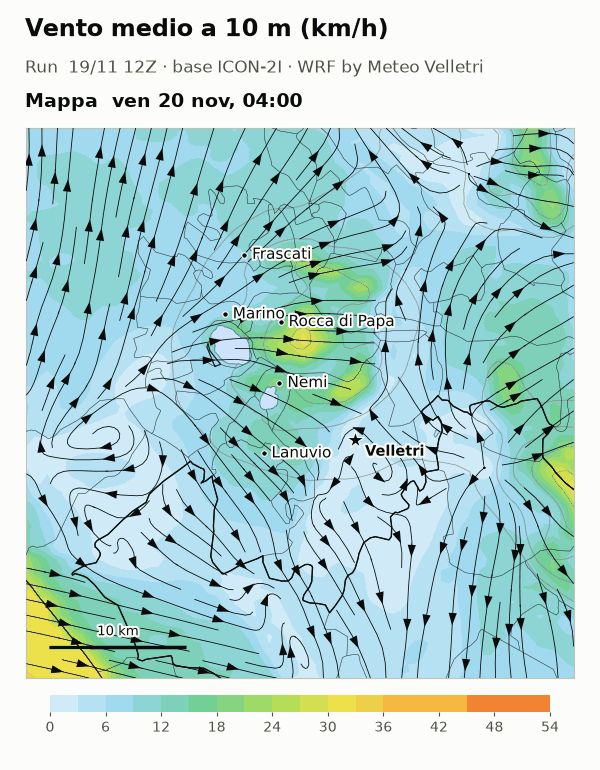 Vento medio a 10 m (km/h)
Run 19/11 12Z · base ICON-2I · WRF by Meteo Velletri
Mappa ven 20 nov, 04:00
Frascati
Marino
Rocca di Papa
Nemi
Velletri
Lanuvio
10 km
0 6 12 18 24 30 36 42 48 54